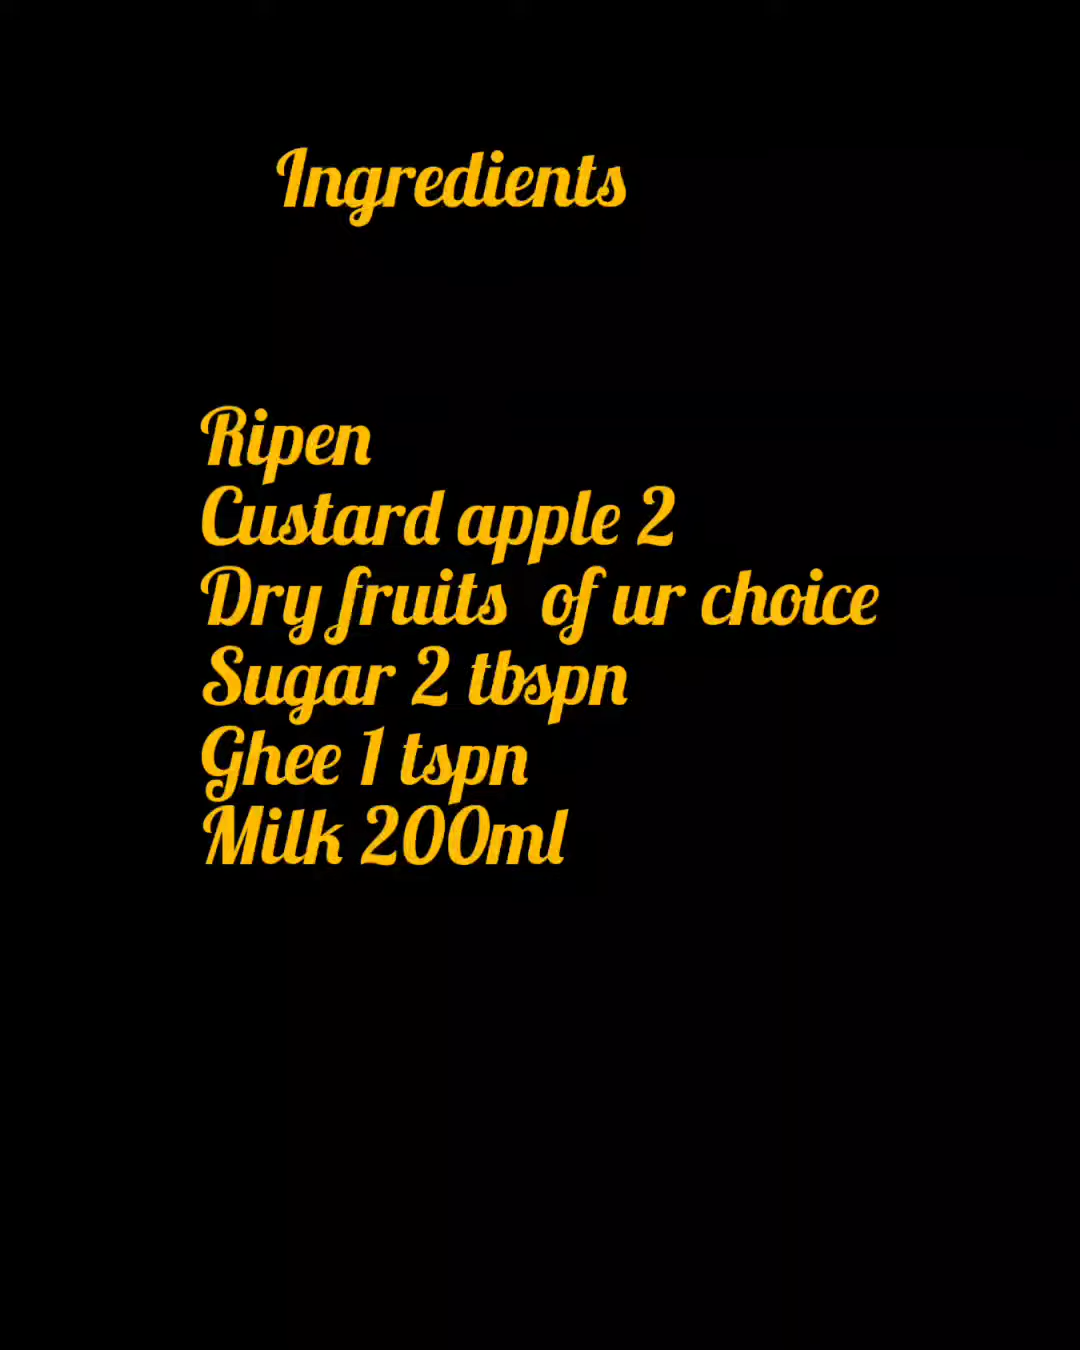 Ingredients
Ripen
Custard apple 2
Dry fruits of ur choice
Sugar 2 tbspn
Ghee 1 tspn
Milk 200ml